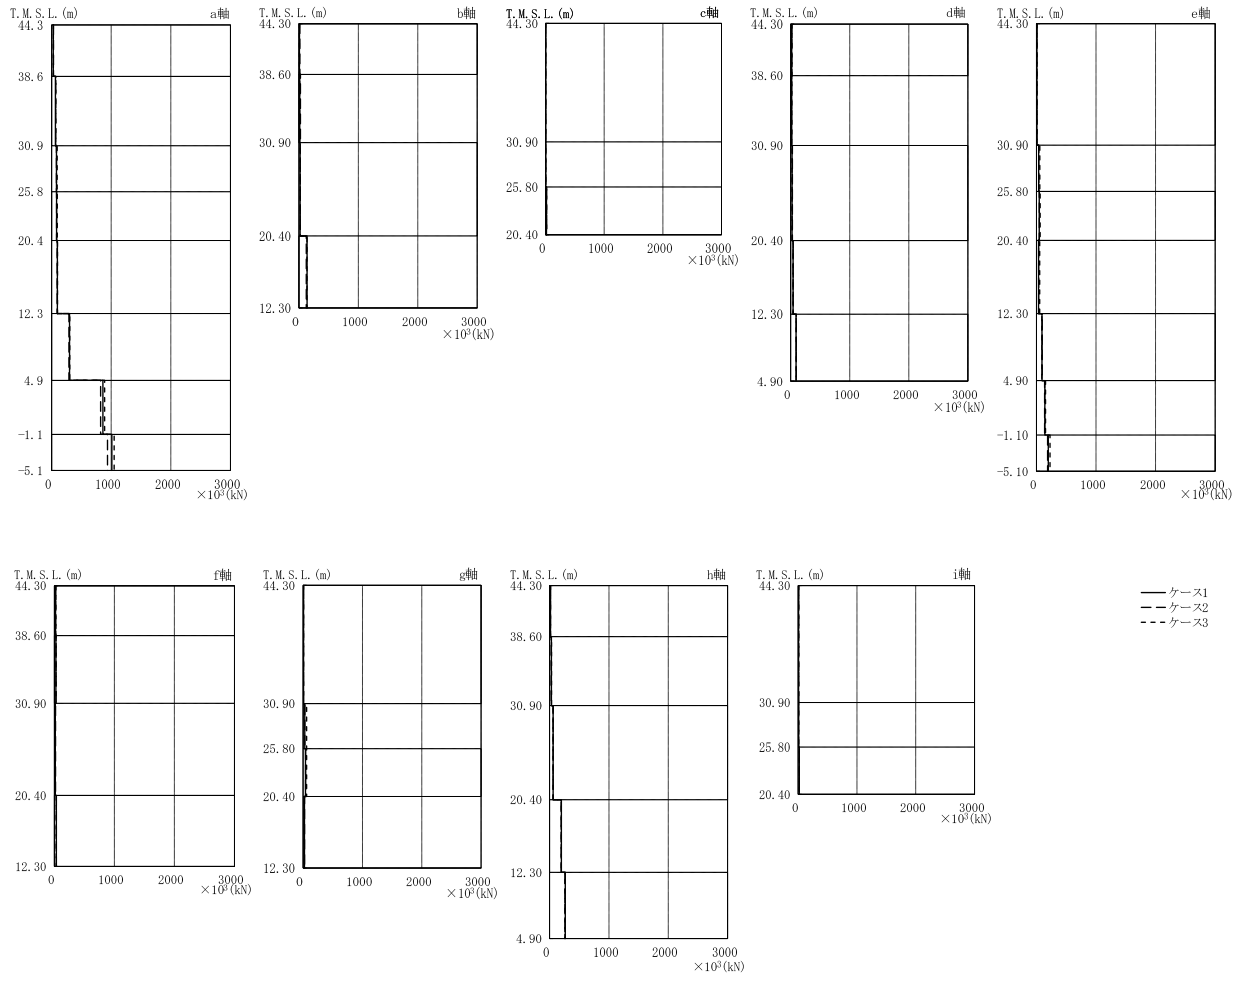 T.M.S.L.(m) a軸
44.3
38.6
30.9
25.8
20.4
12.3
4.9
-1.1
-5.1
0 1000 2000 3000
×10³(kN)
T.M.S.L.(m) b軸
44.30
38.60
30.90
20.40
12.30
0 1000 2000 3000
×10³(kN)
T.M.S.L.(m) c軸
44.30
30.90
25.80
20.40
0 1000 2000 3000
×10³(kN)
T.M.S.L.(m) d軸
44.30
38.60
30.90
20.40
12.30
4.90
0 1000 2000 3000
×10³(kN)
T.M.S.L.(m) e軸
44.30
30.90
25.80
20.40
12.30
4.90
-1.10
-5.10
0 1000 2000 3000
×10³(kN)
T.M.S.L.(m) f軸
44.30
38.60
30.90
20.40
12.30
0 1000 2000 3000
×10³(kN)
T.M.S.L.(m) g軸
44.30
30.90
25.80
20.40
12.30
0 1000 2000 3000
×10³(kN)
T.M.S.L.(m) h軸
44.30
38.60
30.90
20.40
12.30
4.90
0 1000 2000 3000
×10³(kN)
T.M.S.L.(m) i軸
44.30
30.90
25.80
20.40
0 1000 2000 3000
×10³(kN)
ケース1
ケース2
ケース3